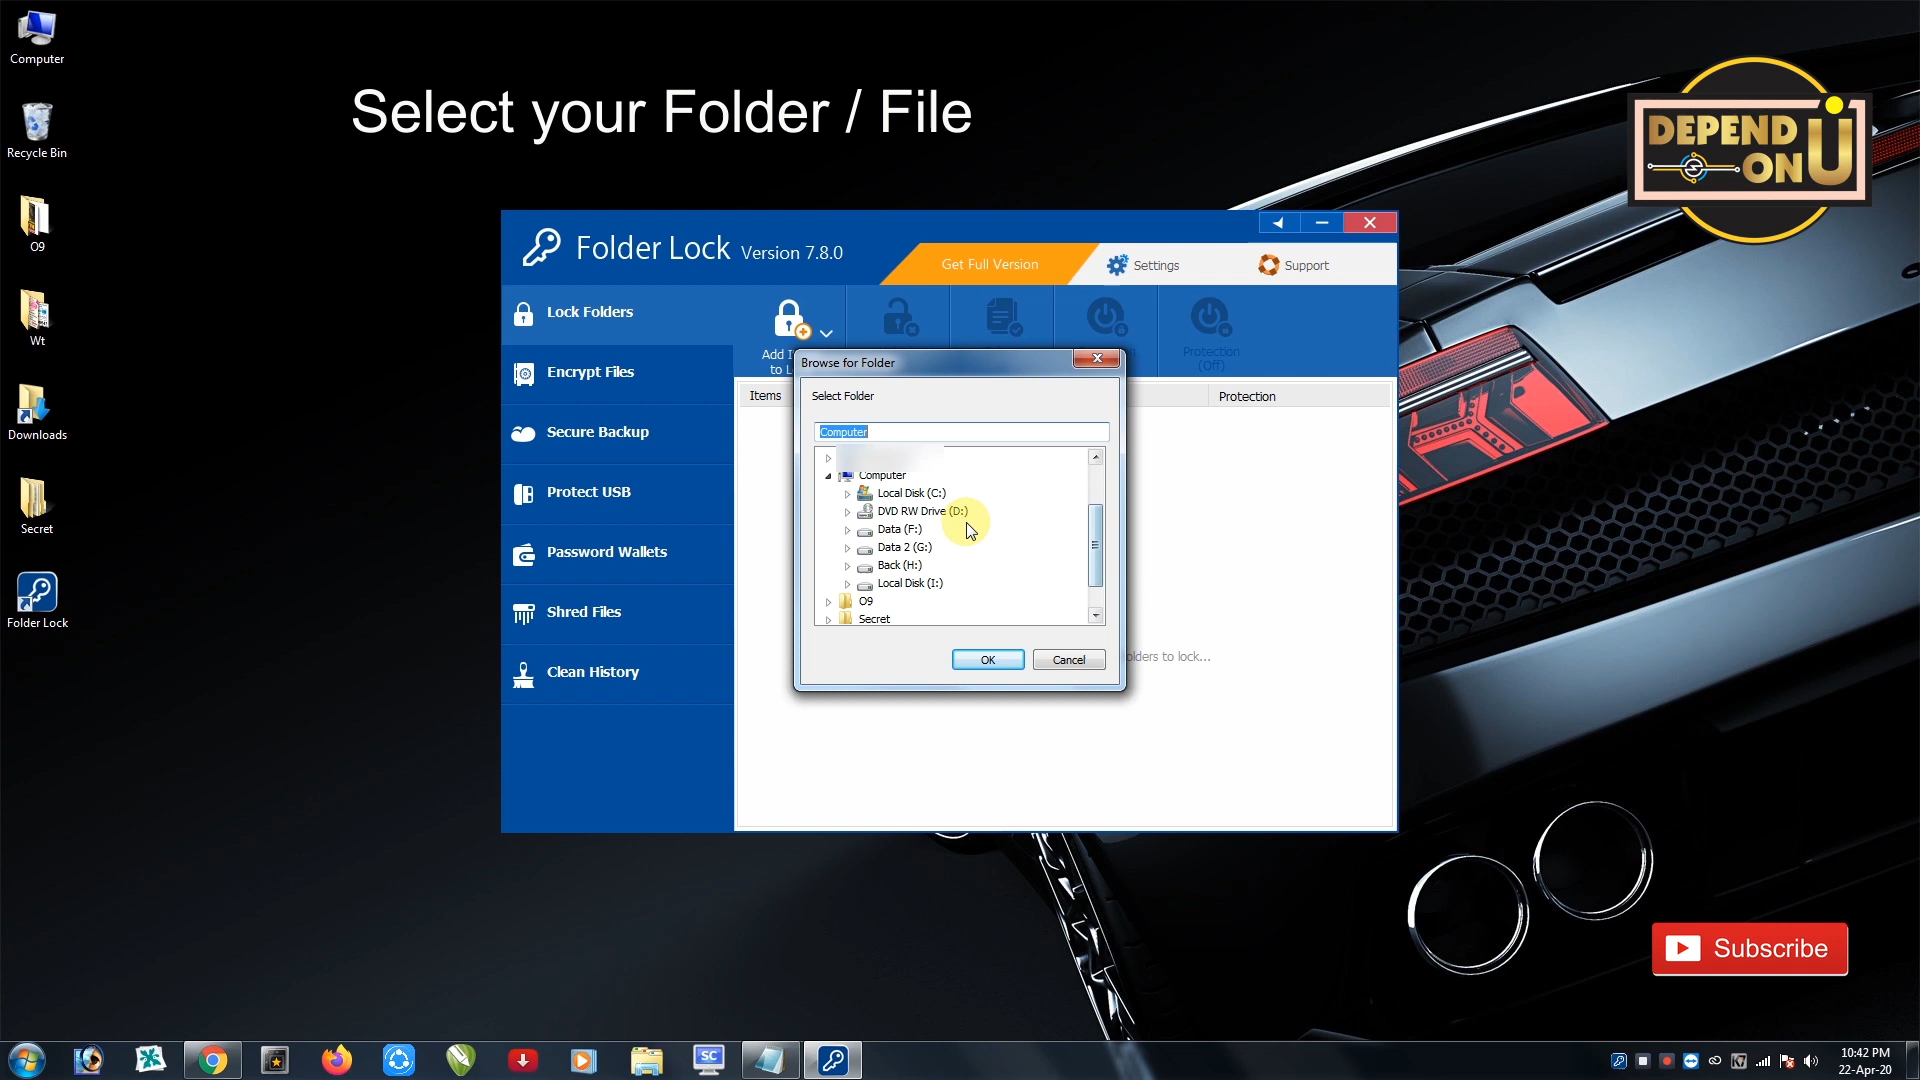 Computer
Recycle Bin
O9
Wt
Downloads
Secret
Folder Lock
Select your Folder / File
DEPEND
ON U
Folder Lock Version 7.8.0
Get Full Version
Settings
Support
Lock Folders
Encrypt Files
Secure Backup
Protect USB
Password Wallets
Shred Files
Clean History
Add I
to L
Protection
(Off)
Items
Protection
Browse for Folder
Select Folder
Computer
Computer
Local Disk (C:)
DVD RW Drive (D:)
Data (F:)
Data 2 (G:)
Back (H:)
Local Disk (I:)
O9
Secret
OK
Cancel
olders to lock...
Subscribe
SC
10:42 PM
22-Apr-20